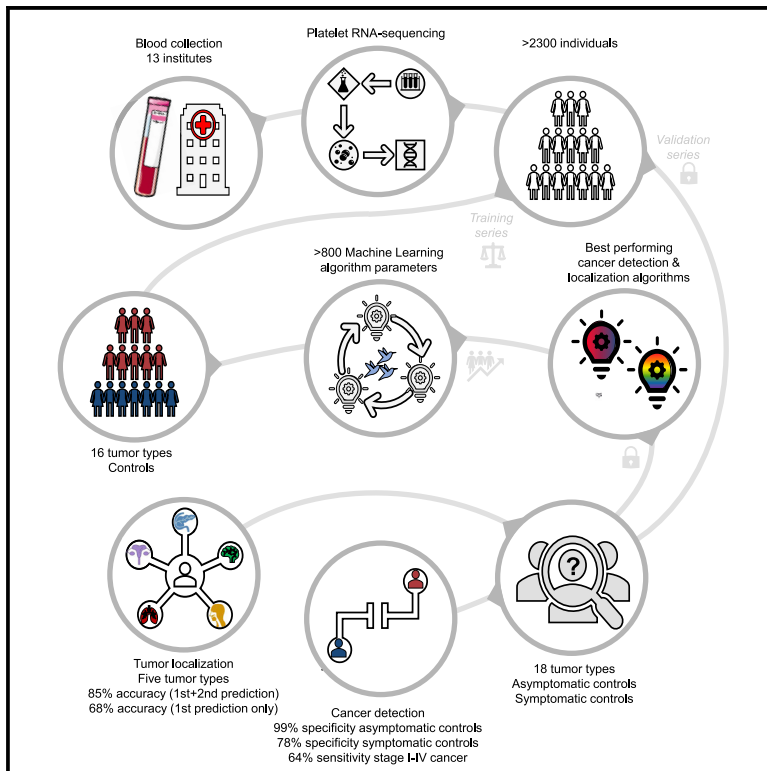 Blood collection
13 institutes
Platelet RNA-sequencing
>2300 individuals
Validation
series
Training
series
>800 Machine Learning
algorithm parameters
Best performing
cancer detection &
localization algorithms
16 tumor types
Controls
?
Tumor localization
Five tumor types
85% accuracy (1st+2nd prediction)
68% accuracy (1st prediction only)
Cancer detection
99% specificity asymptomatic controls
78% specificity symptomatic controls
64% sensitivity stage I-IV cancer
18 tumor types
Asymptomatic controls
Symptomatic controls